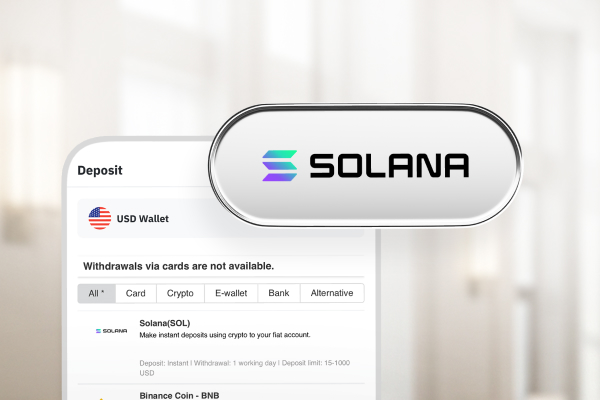 SOLANA
Deposit
USD Wallet
Withdrawals via cards are not available.
All *
Card
Crypto
E-wallet
Bank
Alternative
SOLANA
Solana(SOL)
Make instant deposits using crypto to your fiat account.
Deposit: Instant | Withdrawal: 1 working day | Deposit limit: 15-1000
USD
Binance Coin - BNB